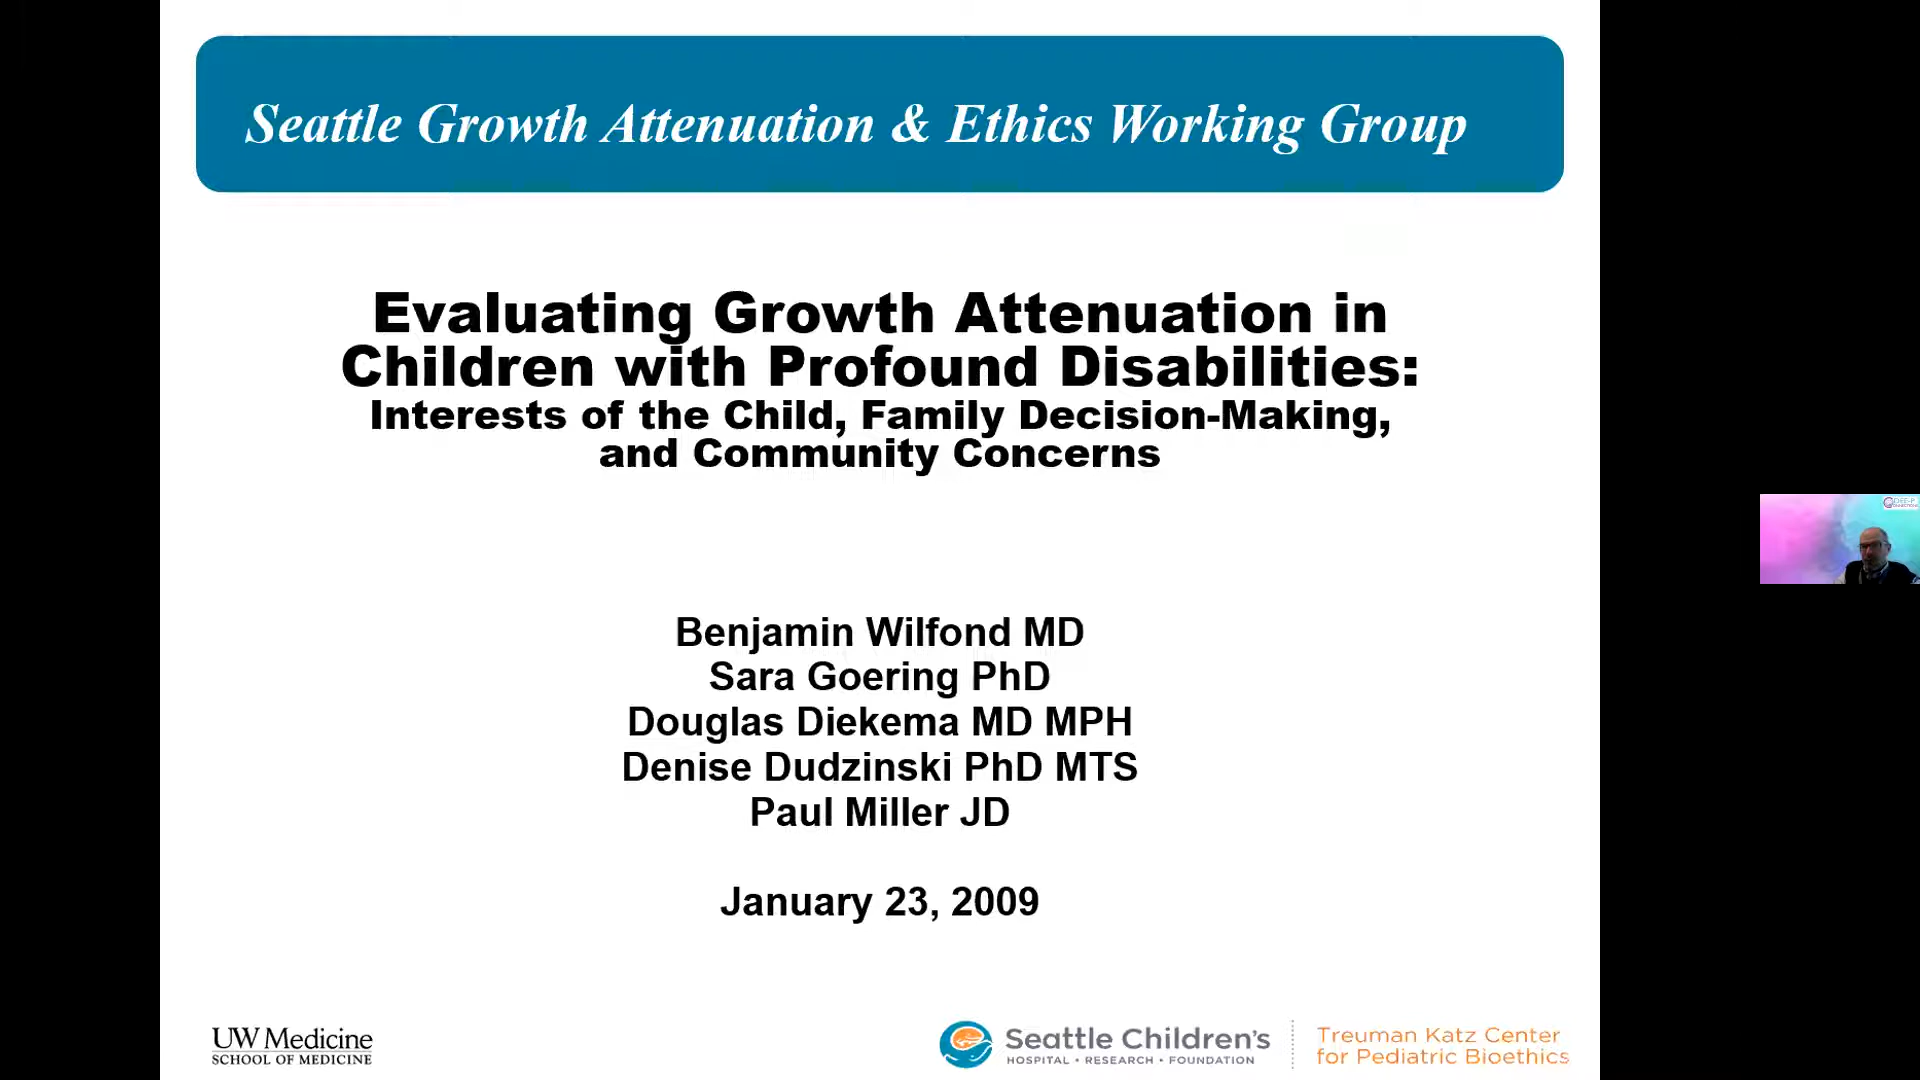 Seattle Growth Attenuation & Ethics Working Group
Evaluating Growth Attenuation in
Children with Profound Disabilities:
Interests of the Child, Family Decision-Making,
and Community Concerns
Benjamin Wilfond MD
Sara Goering PhD
Douglas Diekema MD MPH
Denise Dudzinski PhD MTS
Paul Miller JD
January 23, 2009
UW Medicine
SCHOOL OF MEDICINE
Seattle Children's
HOSPITAL • RESEARCH • FOUNDATION
Treuman Katz Center
for Pediatric Bioethics